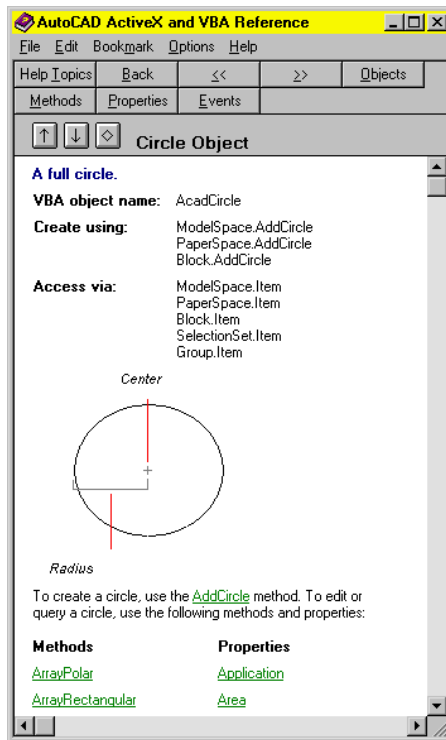 AutoCAD ActiveX and VBA Reference
File Edit Bookmark Options Help
Help Topics Back << >> Objects
Methods Properties Events
Circle Object
A full circle.
VBA object name: AcadCircle
Create using: ModelSpace.AddCircle
PaperSpace.AddCircle
Block.AddCircle
Access via: ModelSpace.Item
PaperSpace.Item
Block.Item
SelectionSet.Item
Group.Item
Center
Radius
To create a circle, use the AddCircle method. To edit or
query a circle, use the following methods and properties:
Methods Properties
ArrayPolar Application
ArrayRectangular Area